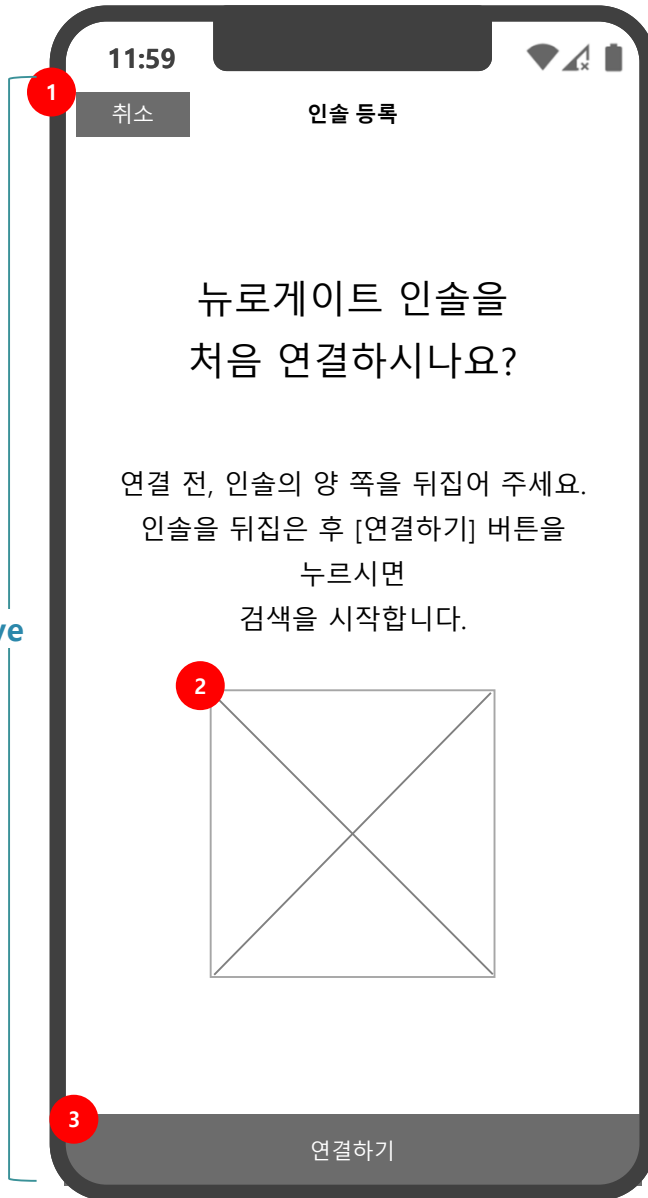 11:59
1
취소
인솔 등록
뉴로게이트 인솔을
처음 연결하시나요?
연결 전, 인솔의 양 쪽을 뒤집어 주세요.
인솔을 뒤집은 후 [연결하기] 버튼을
누르시면
검색을 시작합니다.
2
3
연결하기